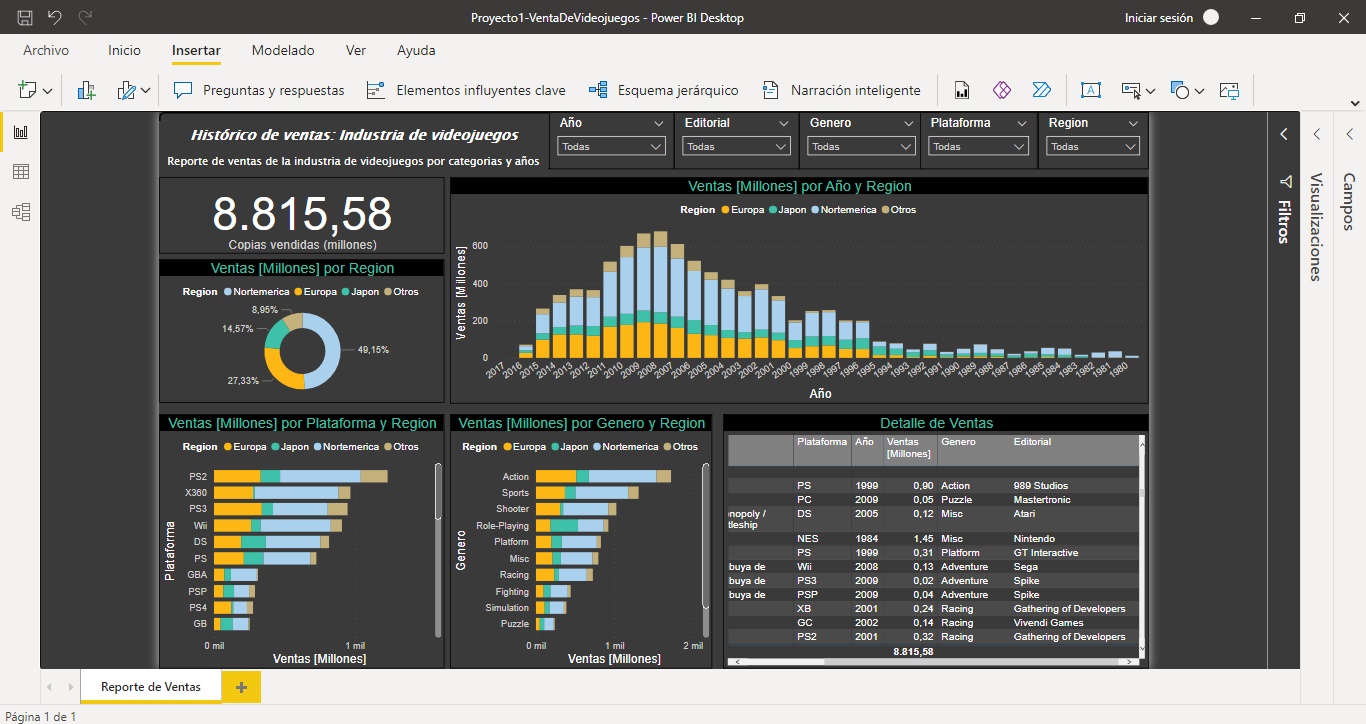 Proyecto1-VentaDeVideojuegos - Power BI Desktop
Iniciar sesión
Archivo Inicio Insertar Modelado Ver Ayuda
Preguntas y respuestas Elementos influyentes clave Esquema jerárquico Narración inteligente
Histórico de ventas: Industria de videojuegos
Reporte de ventas de la industria de videojuegos por categorias y años
Año Editorial Genero Plataforma Region
Todas Todas Todas Todas Todas
8.815,58
Copias vendidas (millones)
Ventas [Millones] por Region
Region Nortemerica Europa Japon Otros
8,95%
14,57%
49,15%
27,33%
Ventas [Millones] por Año y Region
Region Europa Japon Nortemerica Otros
Ventas [Millones]
600
400
200
0
2017 2016 2015 2014 2013 2012 2011 2010 2009 2008 2007 2006 2005 2004 2003 2002 2001 2000 1999 1998 1997 1996 1995 1994 1993 1992 1991 1990 1989 1988 1987 1986 1985 1984 1983 1982 1981 1980
Año
Ventas [Millones] por Plataforma y Region
Region Europa Japon Nortemerica Otros
Plataforma
PS2
X360
PS3
Wii
DS
PS
GBA
PSP
PS4
GB
0 mil 1 mil
Ventas [Millones]
Ventas [Millones] por Genero y Region
Region Europa Japon Nortemerica Otros
Genero
Action
Sports
Shooter
Role-Playing
Platform
Misc
Racing
Fighting
Simulation
Puzzle
0 mil 1 mil 2 mil
Ventas [Millones]
Detalle de Ventas
Plataforma Año Ventas Genero Editorial
[Millones]
PS 1999 0,90 Action 989 Studios
PC 2009 0,05 Puzzle Mastertronic
nopoly / DS 2005 0,12 Misc Atari
tleship
NES 1984 1,45 Misc Nintendo
PS 1999 0,31 Platform GT Interactive
buya de Wii 2008 0,13 Adventure Sega
buya de PS3 2009 0,02 Adventure Spike
buya de PSP 2009 0,04 Adventure Spike
XB 2001 0,24 Racing Gathering of Developers
GC 2002 0,14 Racing Vivendi Games
PS2 2001 0,32 Racing Gathering of Developers
8.815,58
Filtros
Visualizaciones
Campos
Reporte de Ventas
Página 1 de 1